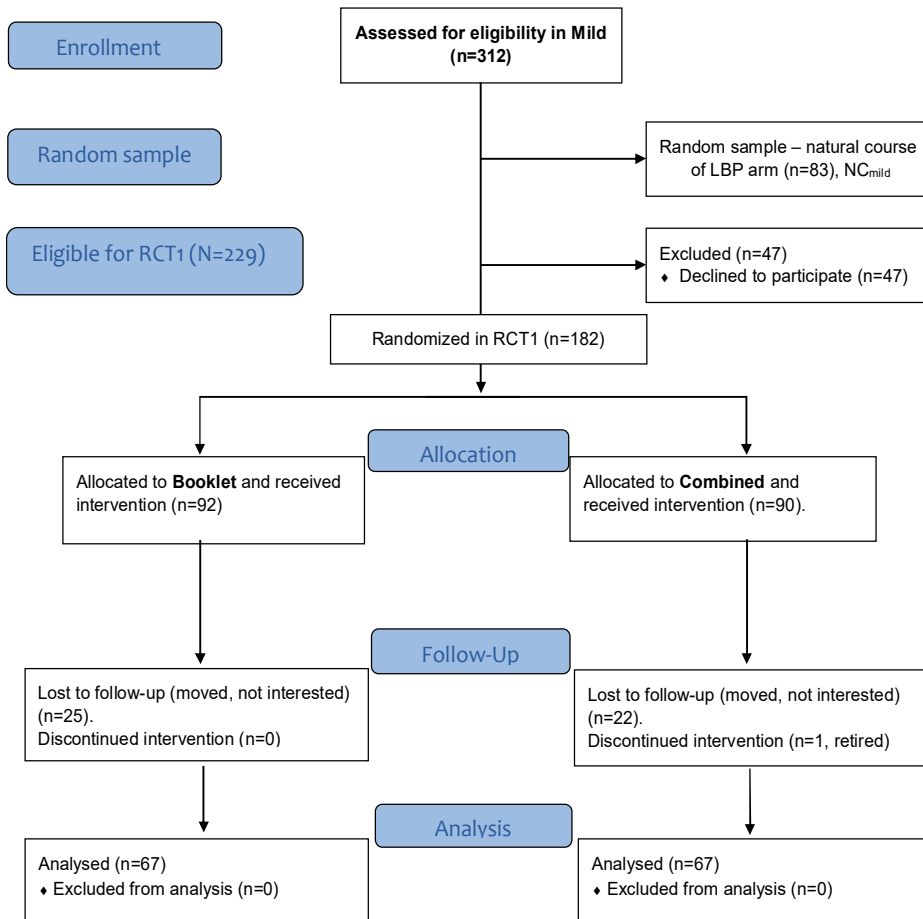 Enrollment
Assessed for eligibility in Mild
(n=312)
Random sample
Random sample – natural course
of LBP arm (n=83), NCmild
Eligible for RCT1 (N=229)
Excluded (n=47)
♦ Declined to participate (n=47)
Randomized in RCT1 (n=182)
Allocation
Allocated to Booklet and received
intervention (n=92)
Allocated to Combined and
received intervention (n=90).
Follow-Up
Lost to follow-up (moved, not interested)
(n=25).
Discontinued intervention (n=0)
Lost to follow-up (moved, not interested)
(n=22).
Discontinued intervention (n=1, retired)
Analysis
Analysed (n=67)
♦ Excluded from analysis (n=0)
Analysed (n=67)
♦ Excluded from analysis (n=0)